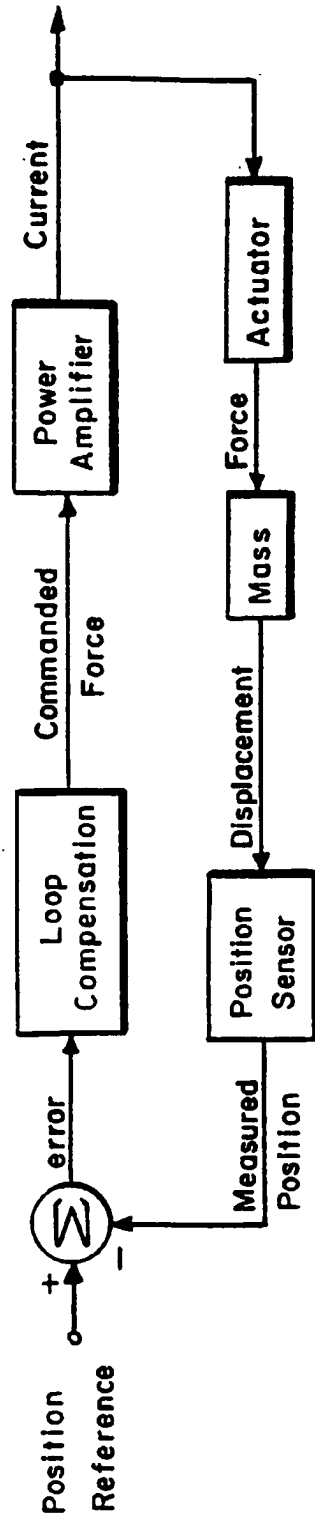 Position
Reference
+
−
Σ
error
Loop
Compensation
Commanded
Force
Power
Amplifier
Current
Actuator
Force
Mass
Displacement
Position
Sensor
Measured
Position